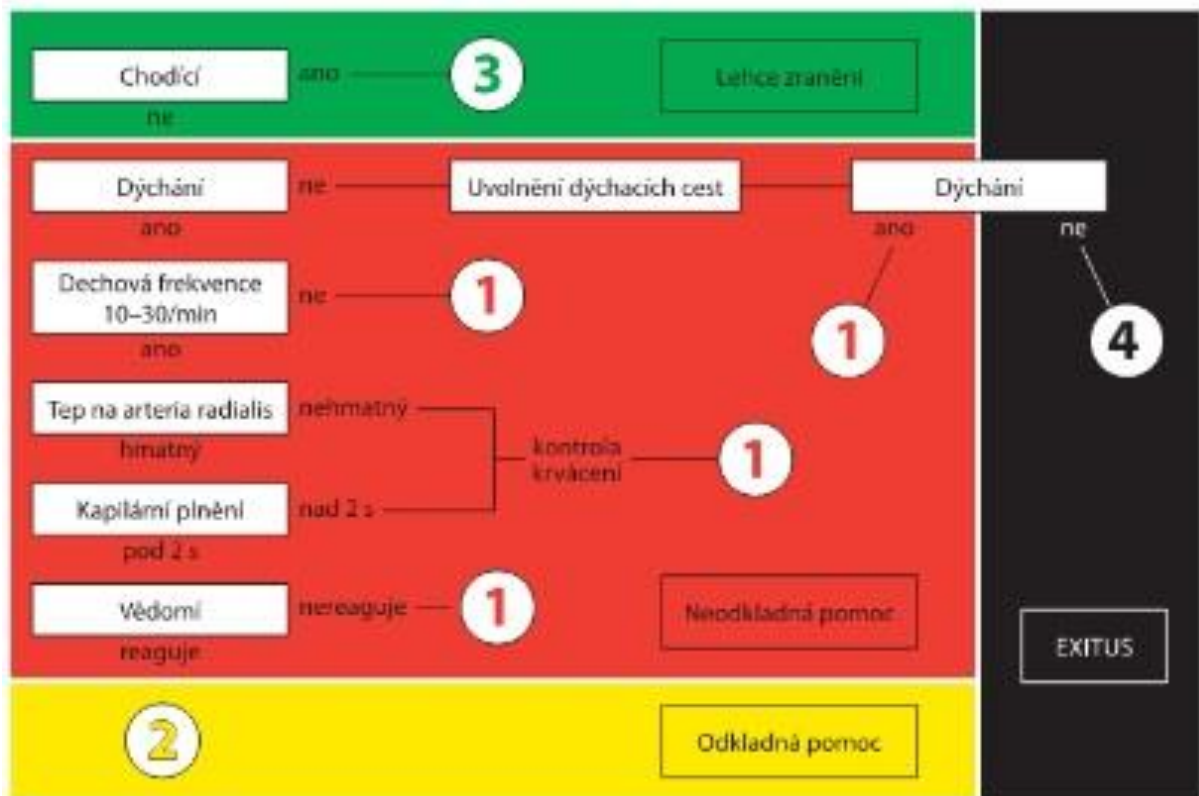 Chodící
ano
3
Lehce zranění
ne
Dýchání
ne
Uvolnění dýchacích cest
Dýchání
ano
ano
ne
Dechová frekvence
10–30/min
ne
1
1
4
ano
Tep na arteria radialis
nehmatný
hmatný
kontrola
krvácení
1
Kapilární plnění
nad 2 s
pod 2 s
Vědomí
nereaguje
1
Neodkladná pomoc
EXITUS
reaguje
2
Odkladná pomoc